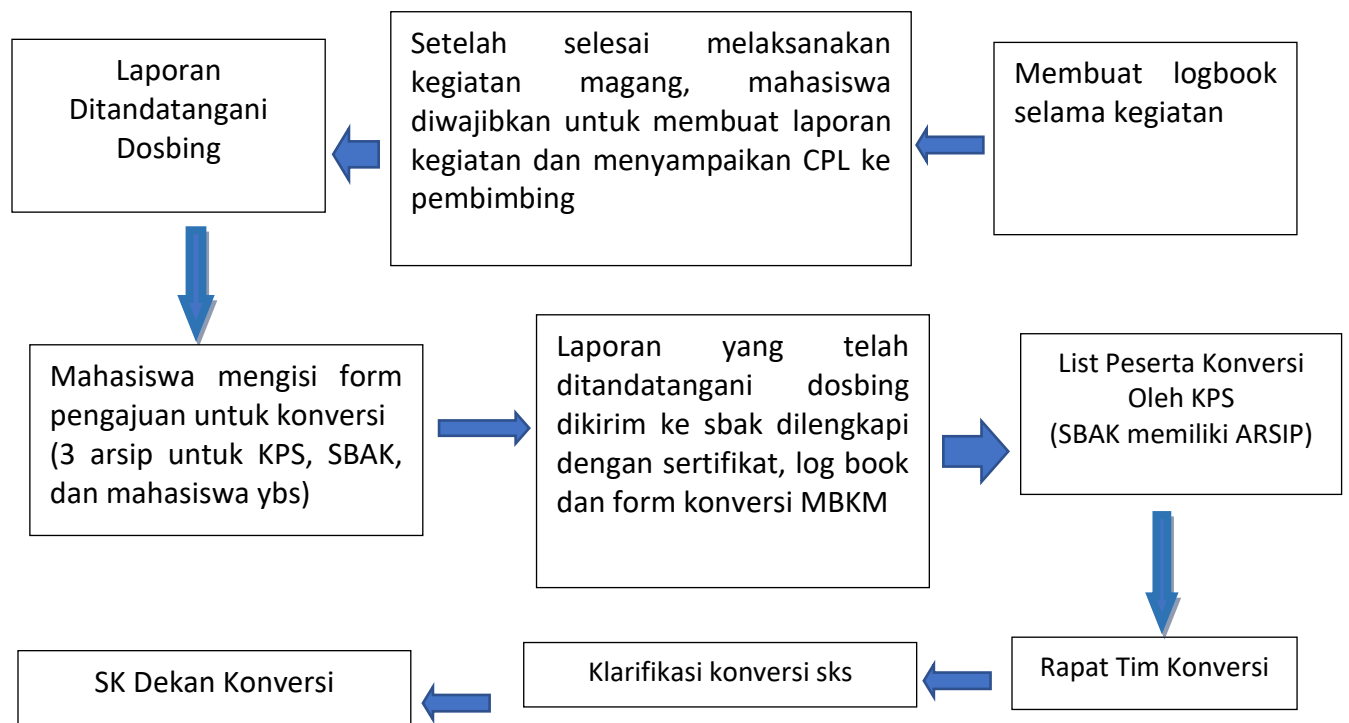 Membuat logbook
selama kegiatan
Setelah selesai melaksanakan
kegiatan magang, mahasiswa
diwajibkan untuk membuat laporan
kegiatan dan menyampaikan CPL ke
pembimbing
Laporan
Ditandatangani
Dosbing
Mahasiswa mengisi form
pengajuan untuk konversi
(3 arsip untuk KPS, SBAK,
dan mahasiswa ybs)
Laporan yang telah
ditandatangani dosbing
dikirim ke sbak dilengkapi
dengan sertifikat, log book
dan form konversi MBKM
List Peserta Konversi
Oleh KPS
(SBAK memiliki ARSIP)
Rapat Tim Konversi
Klarifikasi konversi sks
SK Dekan Konversi